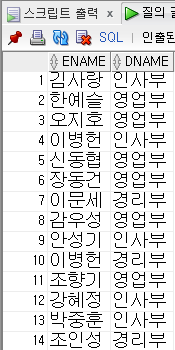 스크립트 출력 x 질의 결
SQL | 인출된
ENAME DNAME
1 김사랑 인사부
2 한예슬 영업부
3 오지호 영업부
4 이병헌 인사부
5 신동협 영업부
6 장동건 영업부
7 이문세 경리부
8 감우성 영업부
9 안성기 인사부
10 이병헌 경리부
11 조향기 영업부
12 강혜정 인사부
13 박중훈 인사부
14 조인성 경리부